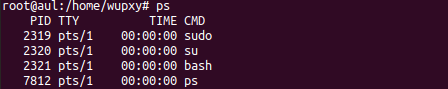 root@aul:/home/wupxy# ps
PID TTY TIME CMD
2319 pts/1 00:00:00 sudo
2320 pts/1 00:00:00 su
2321 pts/1 00:00:00 bash
7812 pts/1 00:00:00 ps